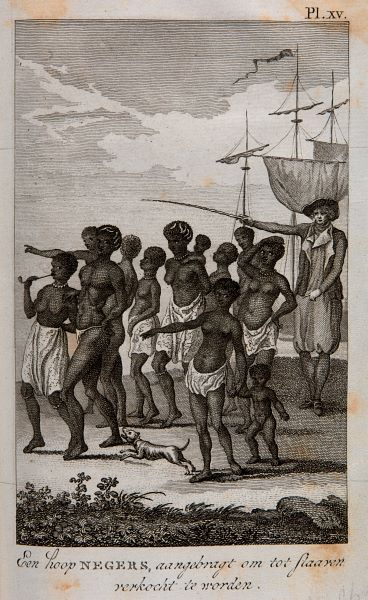 Pl. XV.
Een hoop NEGERS, aangebragt om tot slaaven
verkocht te worden.